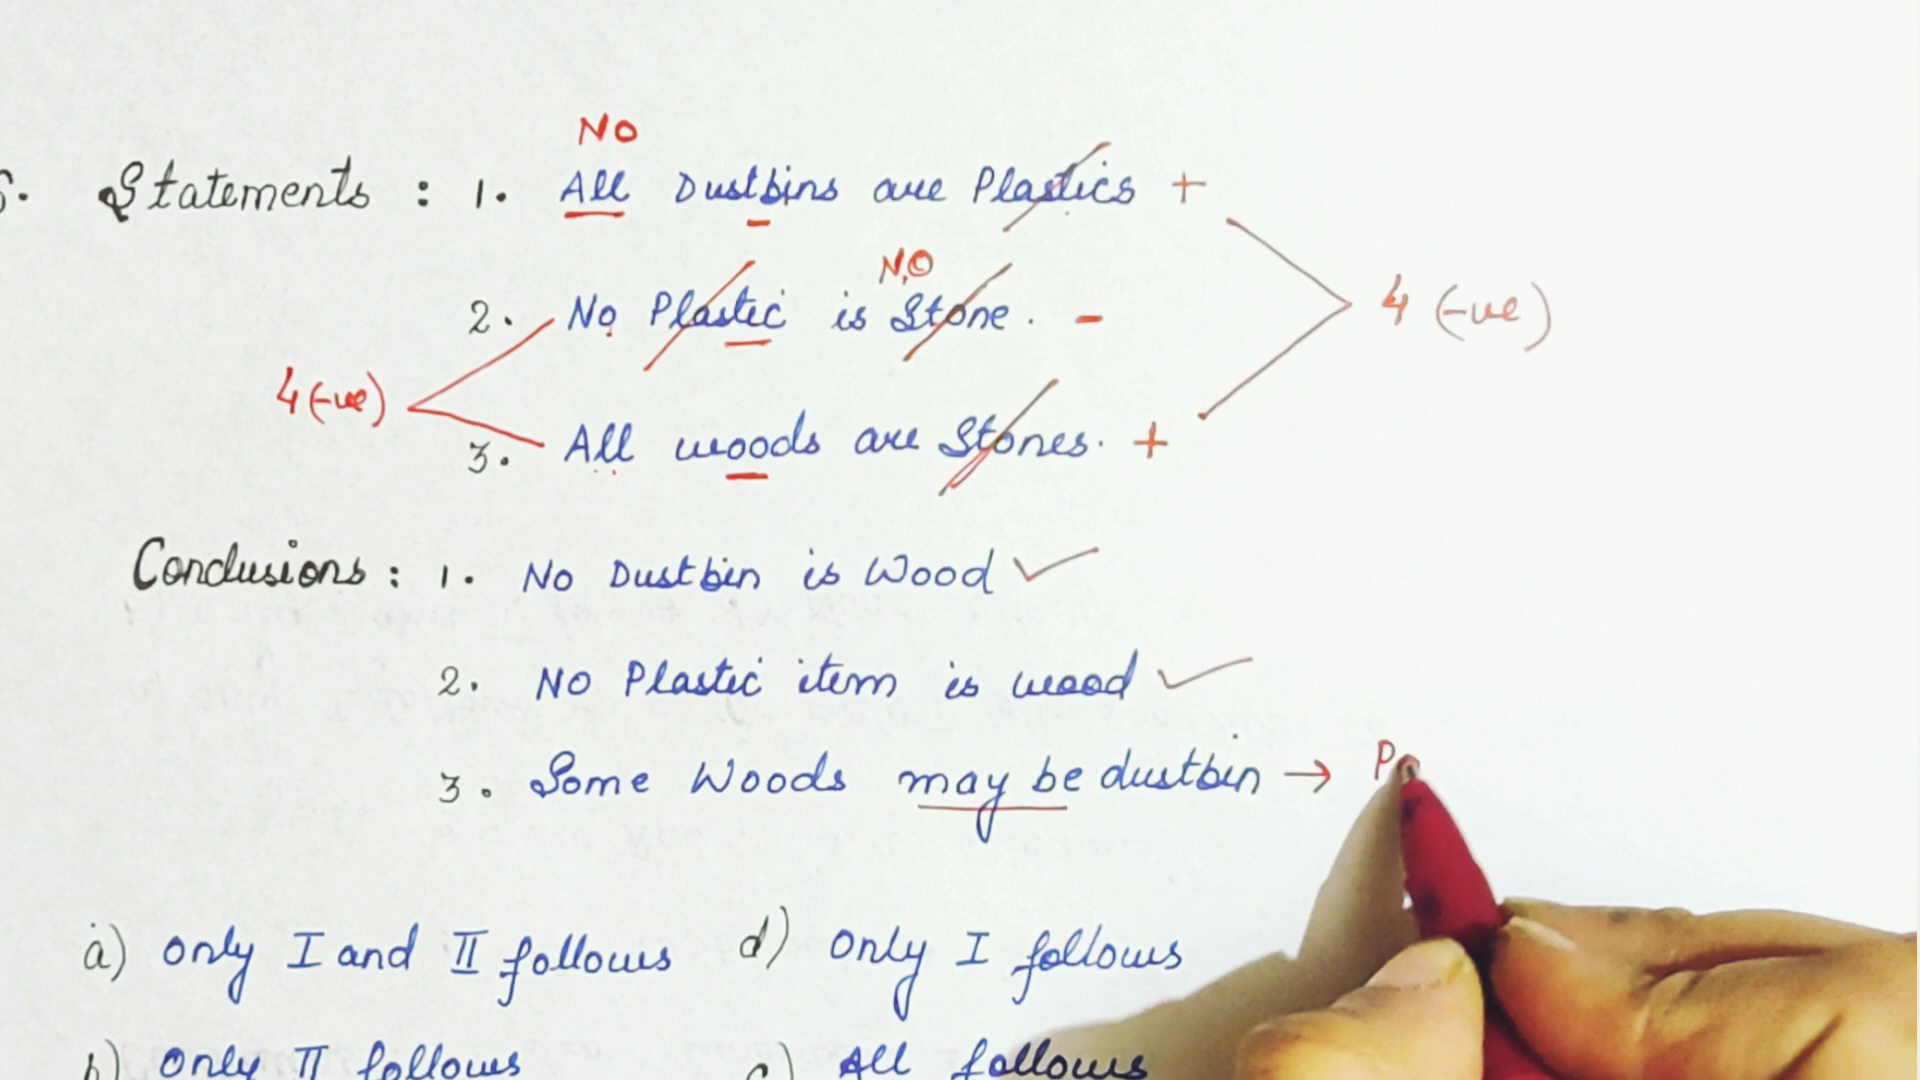 NO
Statements : 1. All Dustbins are Plastics +
NO
2. No Plastic is Stone. -
4 (-ve)
4 (-ve)
3. All woods are Stones. +
Conclusions : 1. No Dustbin is Wood ✓
2. No Plastic item is wood ✓
3. Some Woods may be dustbin → Po
a) only I and II follows d) only I follows
b) only II follows e) All follows